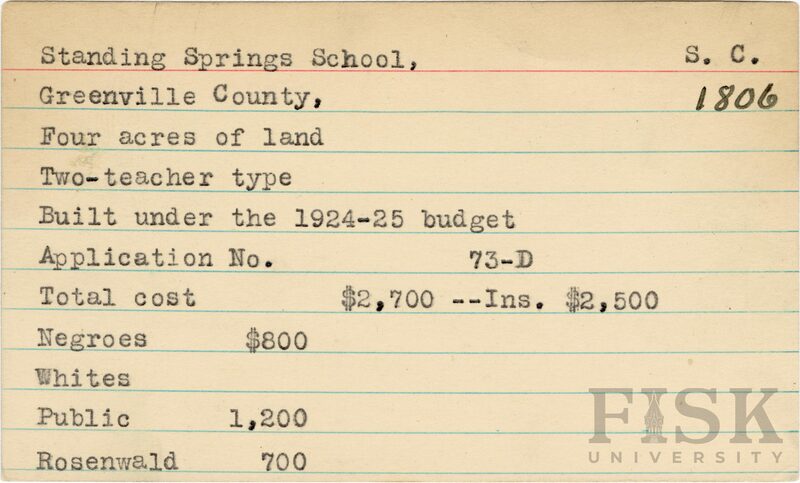 Standing Springs School, S. C.
Greenville County, 1806
Four acres of land
Two-teacher type
Built under the 1924-25 budget
Application No. 73-D
Total cost $2,700 --Ins. $2,500
Negroes $800
Whites
Public 1,200
Rosenwald 700
FISK
UNIVERSITY